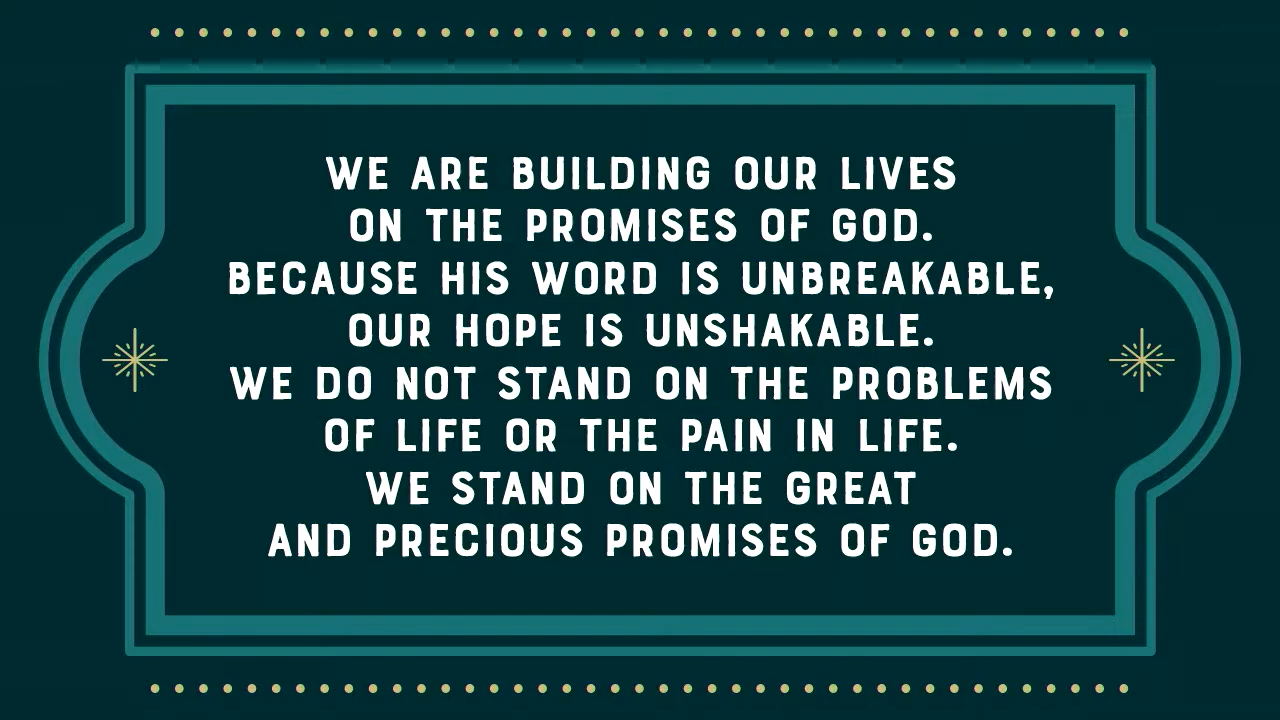 WE ARE BUILDING OUR LIVES
ON THE PROMISES OF GOD.
BECAUSE HIS WORD IS UNBREAKABLE,
OUR HOPE IS UNSHAKABLE.
WE DO NOT STAND ON THE PROBLEMS
OF LIFE OR THE PAIN IN LIFE.
WE STAND ON THE GREAT
AND PRECIOUS PROMISES OF GOD.